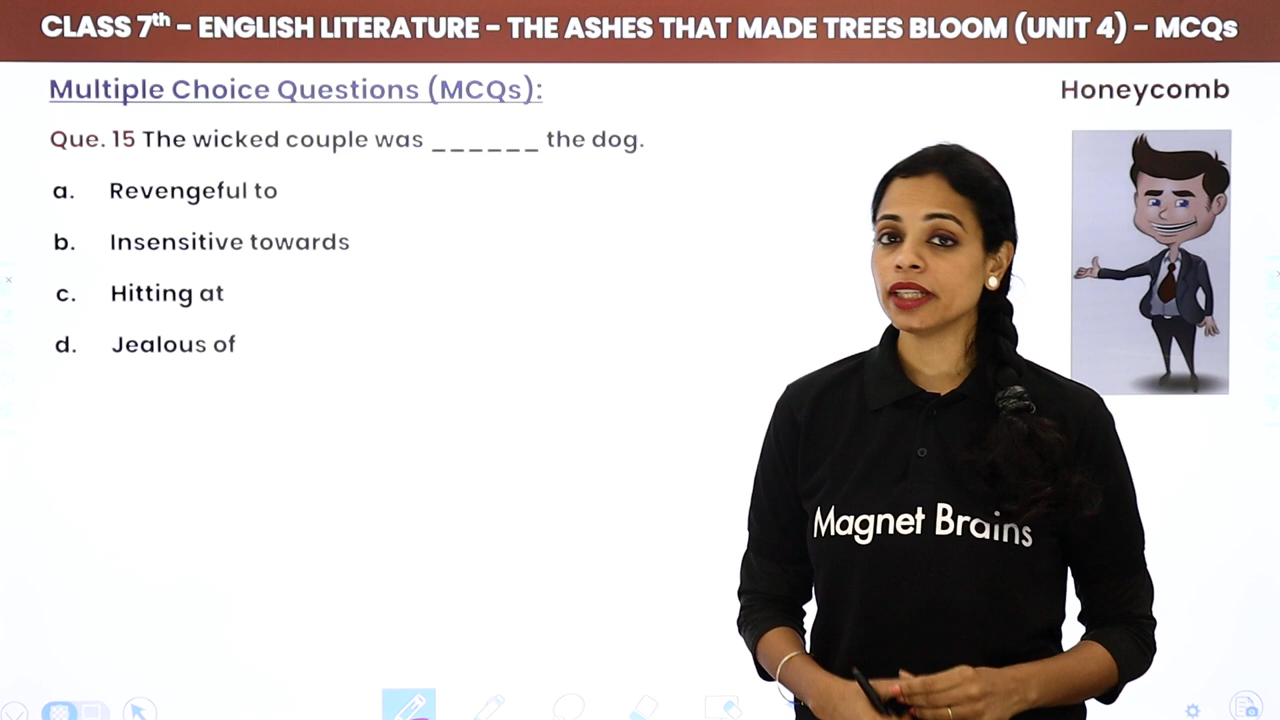 CLASS 7th - ENGLISH LITERATURE - THE ASHES THAT MADE TREES BLOOM (UNIT 4) - MCQs
Multiple Choice Questions (MCQs):
Honeycomb
Que. 15 The wicked couple was ______ the dog.
a. Revengeful to
b. Insensitive towards
c. Hitting at
d. Jealous of
Magnet Brains